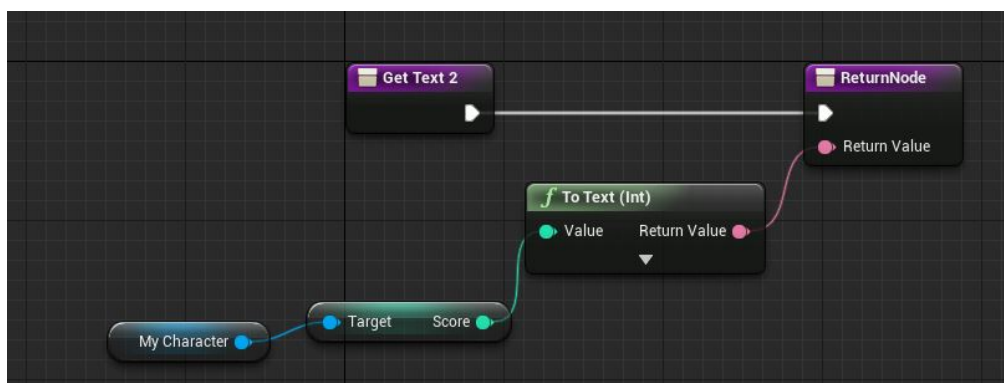 Get Text 2
ReturnNode
Return Value
f To Text (Int)
Value Return Value
Target Score
My Character